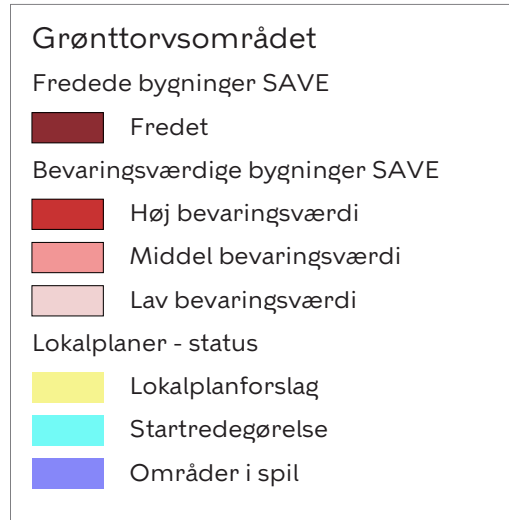 Grønttorvsområdet
Fredede bygninger SAVE
Fredet
Bevaringsværdige bygninger SAVE
Høj bevaringsværdi
Middel bevaringsværdi
Lav bevaringsværdi
Lokalplaner - status
Lokalplanforslag
Startredegørelse
Områder i spil